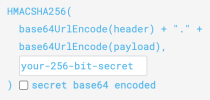 HMACSHA256(
base64UrlEncode(header) + "." +
base64UrlEncode(payload),
your-256-bit-secret
) secret base64 encoded